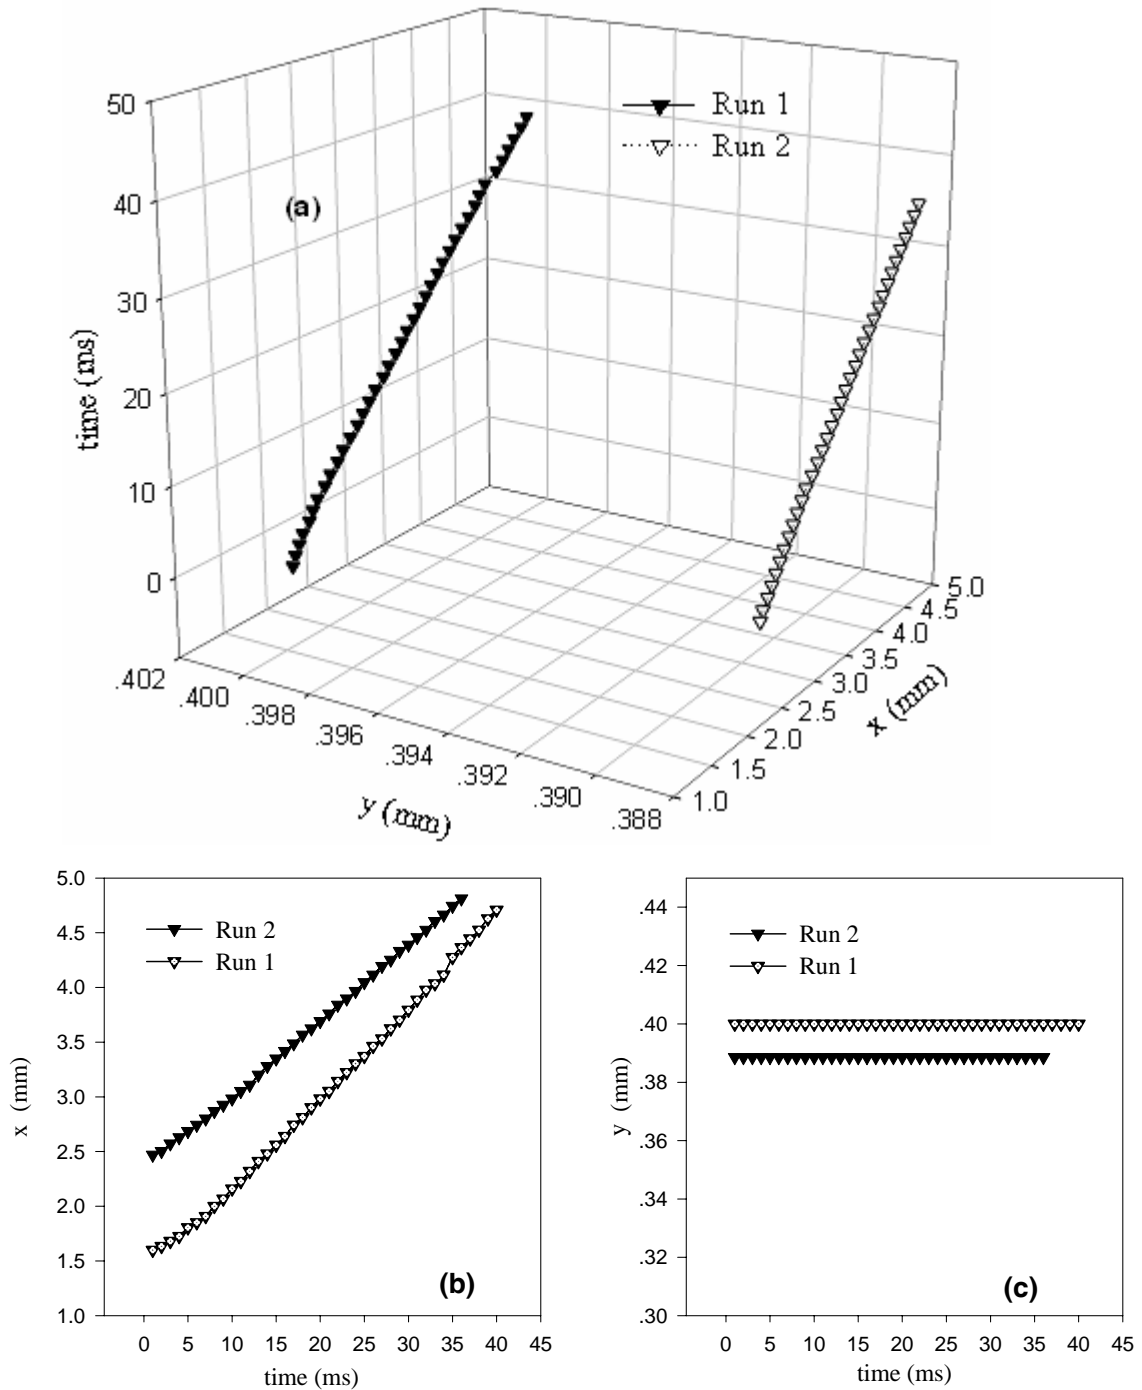 50
Run 1
Run 2
40
(a)
30
time (ms)
20
10
0
5.0
4.5
4.0
3.5
3.0
2.5
2.0
1.5
1.0
x (mm)
.402
.400
.398
.396
.394
.392
.390
.388
y (mm)
5.0
4.5
4.0
3.5
3.0
2.5
2.0
1.5
1.0
x (mm)
Run 2
Run 1
(b)
0 5 10 15 20 25 30 35 40 45
time (ms)
.44
.42
.40
.38
.36
.34
.32
.30
y (mm)
Run 2
Run 1
(c)
0 5 10 15 20 25 30 35 40 45
time (ms)